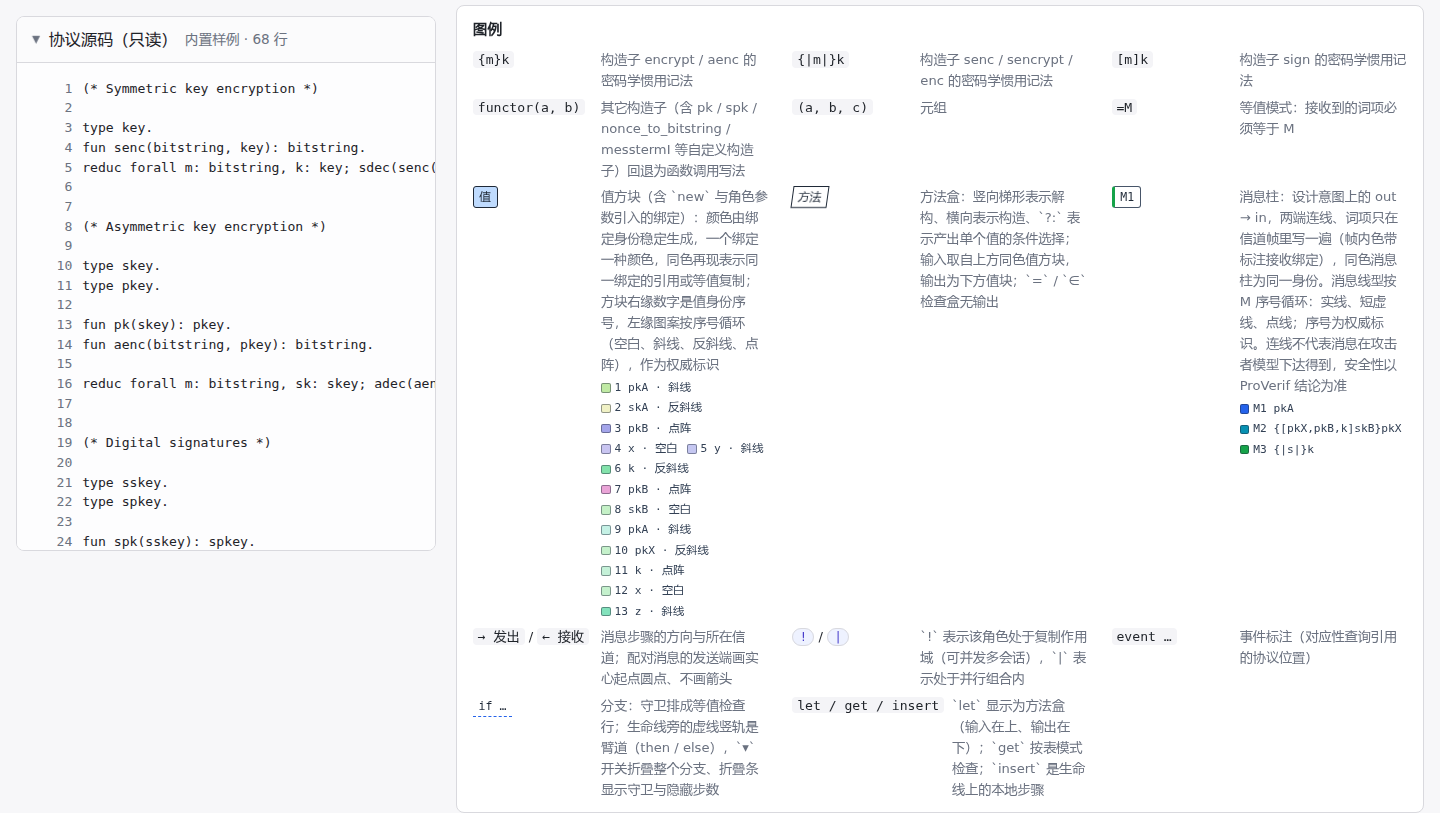 ▼ 协议源码（只读） 内置样例 · 68 行
1 (* Symmetric key encryption *)
2
3 type key.
4 fun senc(bitstring, key): bitstring.
5 reduc forall m: bitstring, k: key; sdec(senc(
6
7
8 (* Asymmetric key encryption *)
9
10 type skey.
11 type pkey.
12
13 fun pk(skey): pkey.
14 fun aenc(bitstring, pkey): bitstring.
15
16 reduc forall m: bitstring, sk: skey; adec(aen
17
18
19 (* Digital signatures *)
20
21 type sskey.
22 type spkey.
23
24 fun spk(sskey): spkey.
图例
{m}k
构造子 encrypt / aenc 的
密码学惯用记法
{|m|}k
构造子 senc / sencrypt /
enc 的密码学惯用记法
[m]k
构造子 sign 的密码学惯用记
法
functor(a, b)
其它构造子（含 pk / spk /
nonce_to_bitstring /
messtermI 等自定义构造
子）回退为函数调用写法
(a, b, c)
元组
=M
等值模式：接收到的词项必
须等于 M
值
值方块（含 `new` 与角色参
数引入的绑定）：颜色由绑
定身份稳定生成，一个绑定
一种颜色，同色再现表示同
一绑定的引用或等值复制；
方块右缘数字是值身份序
号，左缘图案按序号循环
（空白、斜线、反斜线、点
阵），作为权威标识
1 pkA · 斜线
2 skA · 反斜线
3 pkB · 点阵
4 x · 空白 5 y · 斜线
6 k · 反斜线
7 pkB · 点阵
8 skB · 空白
9 pkA · 斜线
10 pkX · 反斜线
11 k · 点阵
12 x · 空白
13 z · 斜线
方法
方法盒：竖向梯形表示解
构、横向表示构造、`?:` 表
示产出单个值的条件选择；
输入取自上方同色值方块，
输出为下方值块；`=` / `∈`
检查盒无输出
M1
消息柱：设计意图上的 out
→ in，两端连线、词项只在
信道帧里写一遍（帧内色带
标注接收绑定），同色消息
柱为同一身份。消息线型按
M 序号循环：实线、短虚
线、点线；序号为权威标
识。连线不代表消息在攻击
者模型下达得到，安全性以
ProVerif 结论为准
M1 pkA
M2 {[pkX,pkB,k]skB}pkX
M3 {|s|}k
→ 发出 / ← 接收
消息步骤的方向与所在信
道；配对消息的发送端画实
心起点圆点、不画箭头
! / |
`!` 表示该角色处于复制作用
域（可并发多会话），`|` 表
示处于并行组合内
event …
事件标注（对应性查询引用
的协议位置）
if …
分支：守卫排成等值检查
行；生命线旁的虚线竖轨是
臂道（then / else），`▾`
开关折叠整个分支、折叠条
显示守卫与隐藏步数
let / get / insert
`let` 显示为方法盒
（输入在上、输出在
下）；`get` 按表模式
检查；`insert` 是生命
线上的本地步骤